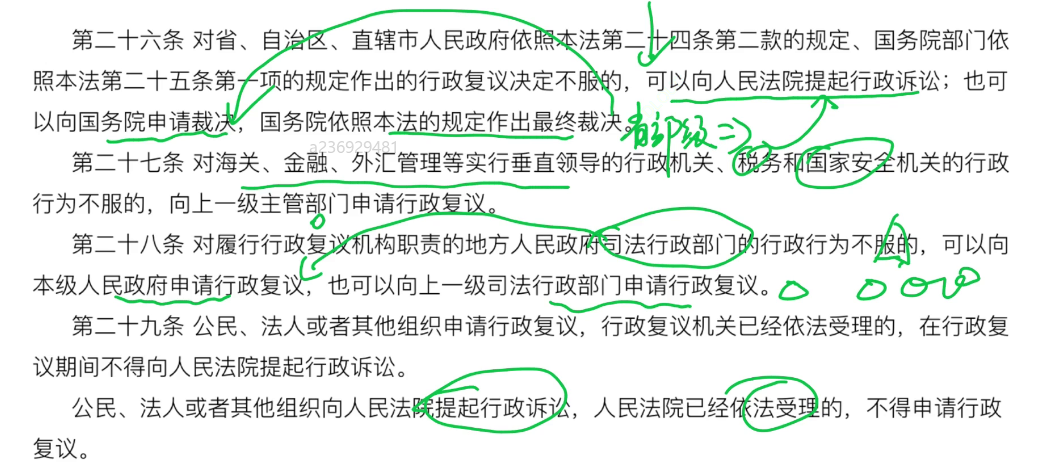 第二十六条 对省、自治区、直辖市人民政府依照本法第二十四条第二款的规定、国务院部门依
照本法第二十五条第一项的规定作出的行政复议决定不服的，可以向人民法院提起行政诉讼；也可
以向国务院申请裁决，国务院依照本法的规定作出最终裁决。
省部级⇒
a236929481
第二十七条 对海关、金融、外汇管理等实行垂直领导的行政机关、税务和国家安全机关的行政
行为不服的，向上一级主管部门申请行政复议。
第二十八条 对履行行政复议机构职责的地方人民政府司法行政部门的行政行为不服的，可以向
本级人民政府申请行政复议，也可以向上一级司法行政部门申请行政复议。
第二十九条 公民、法人或者其他组织申请行政复议，行政复议机关已经依法受理的，在行政复
议期间不得向人民法院提起行政诉讼。
公民、法人或者其他组织向人民法院提起行政诉讼，人民法院已经依法受理的，不得申请行政
复议。